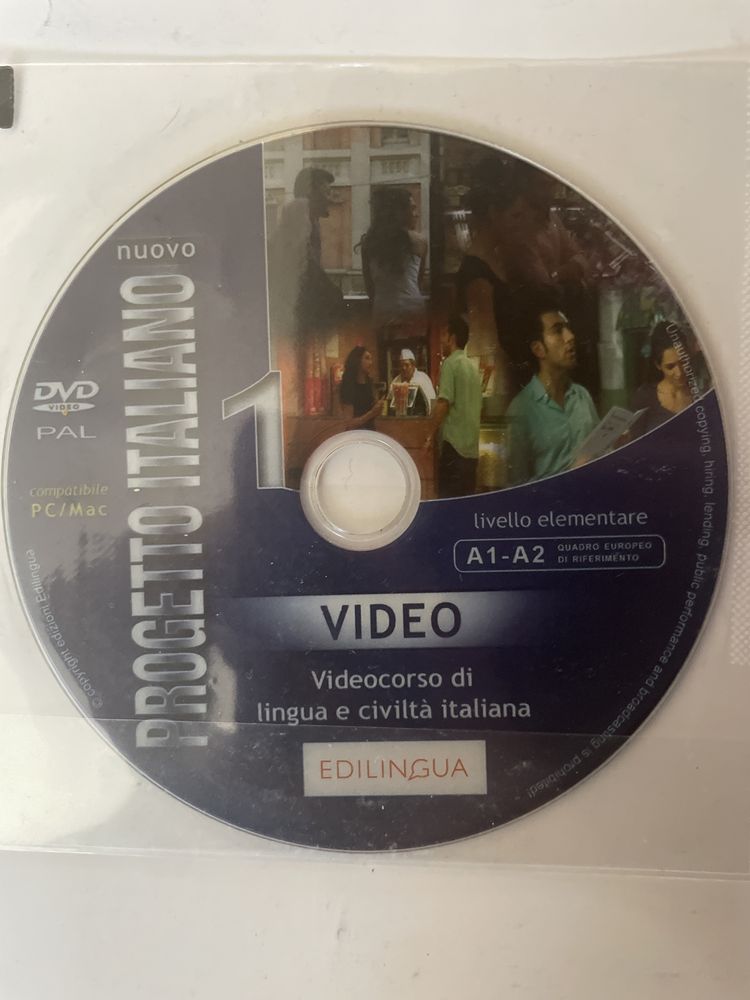 nuovo
PROGETTO ITALIANO
1
DVD
VIDEO
PAL
compatibile
PC/Mac
livello elementare
A1-A2
QUADRO EUROPEO
DI RIFERIMENTO
VIDEO
Videocorso di
lingua e civiltà italiana
EDILINGUA
© copyright edizioni Edilingua
Unauthorized copying, hiring, lending, public performance and broadcasting is prohibited!